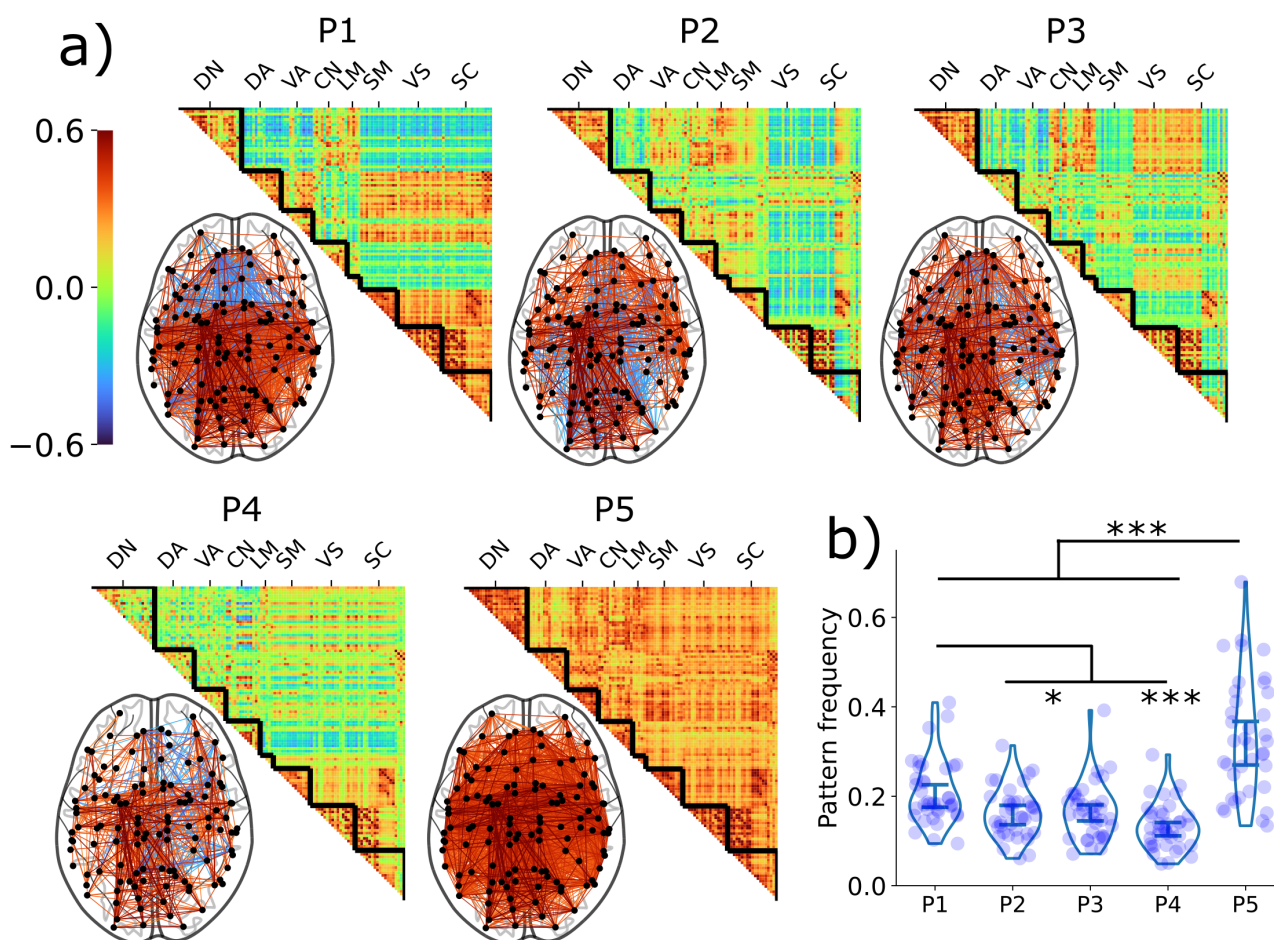 a)
P1 P2 P3
DN DA VA CN LM SM VS SC
DN DA VA CN LM SM VS SC
DN DA VA CN LM SM VS SC
0.6
0.0
−0.6
P4 P5
DN DA VA CN LM SM VS SC
DN DA VA CN LM SM VS SC
b)
***
* ***
Pattern frequency
0.6
0.4
0.2
0.0
P1 P2 P3 P4 P5